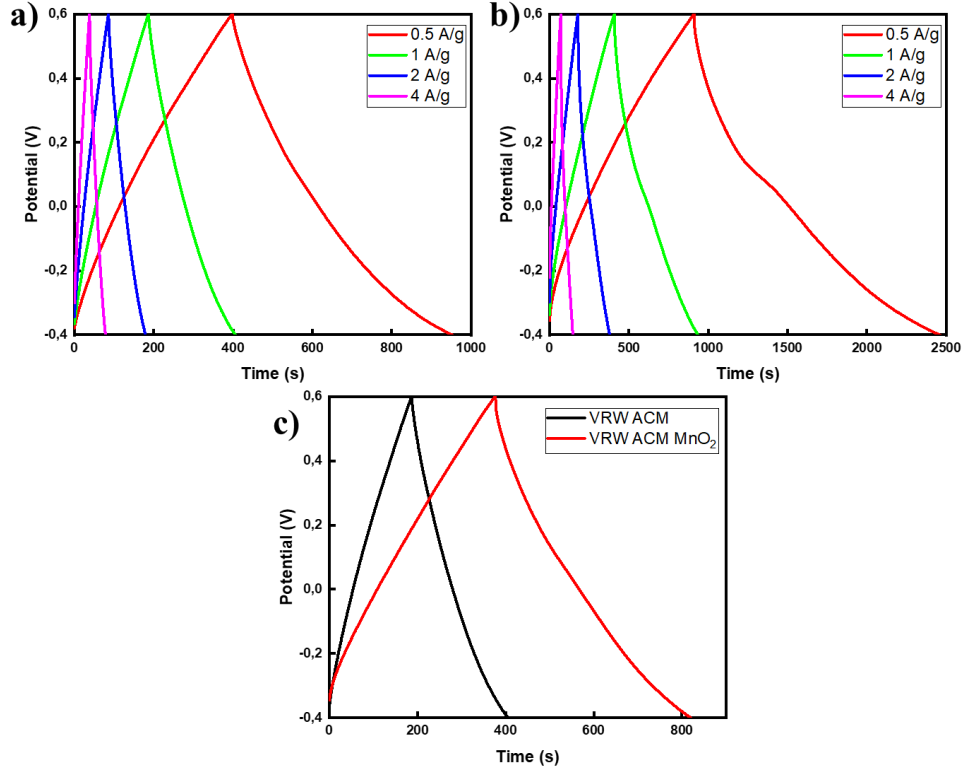 a)
0,6
0,4
0,2
0,0
-0,2
-0,4
Potential (V)
0.5 A/g
1 A/g
2 A/g
4 A/g
0
200
400
600
800
1000
Time (s)
b)
0,6
0,4
0,2
0,0
-0,2
-0,4
Potential (V)
0.5 A/g
1 A/g
2 A/g
4 A/g
0
500
1000
1500
2000
2500
Time (s)
c)
0,6
0,4
0,2
0,0
-0,2
-0,4
Potential (V)
VRW ACM
VRW ACM MnO₂
0
200
400
600
800
Time (s)